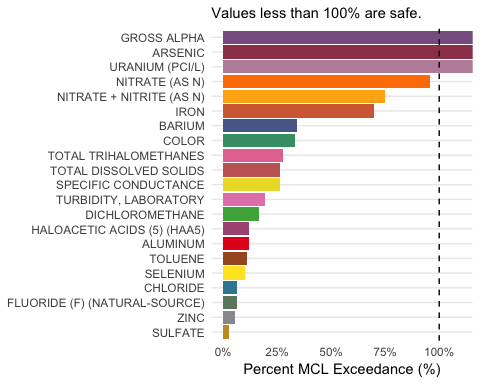 Values less than 100% are safe.
GROSS ALPHA
ARSENIC
URANIUM (PCI/L)
NITRATE (AS N)
NITRATE + NITRITE (AS N)
IRON
BARIUM
COLOR
TOTAL TRIHALOMETHANES
TOTAL DISSOLVED SOLIDS
SPECIFIC CONDUCTANCE
TURBIDITY, LABORATORY
DICHLOROMETHANE
HALOACETIC ACIDS (5) (HAA5)
ALUMINUM
TOLUENE
SELENIUM
CHLORIDE
FLUORIDE (F) (NATURAL-SOURCE)
ZINC
SULFATE
0% 25% 50% 75% 100%
Percent MCL Exceedance (%)